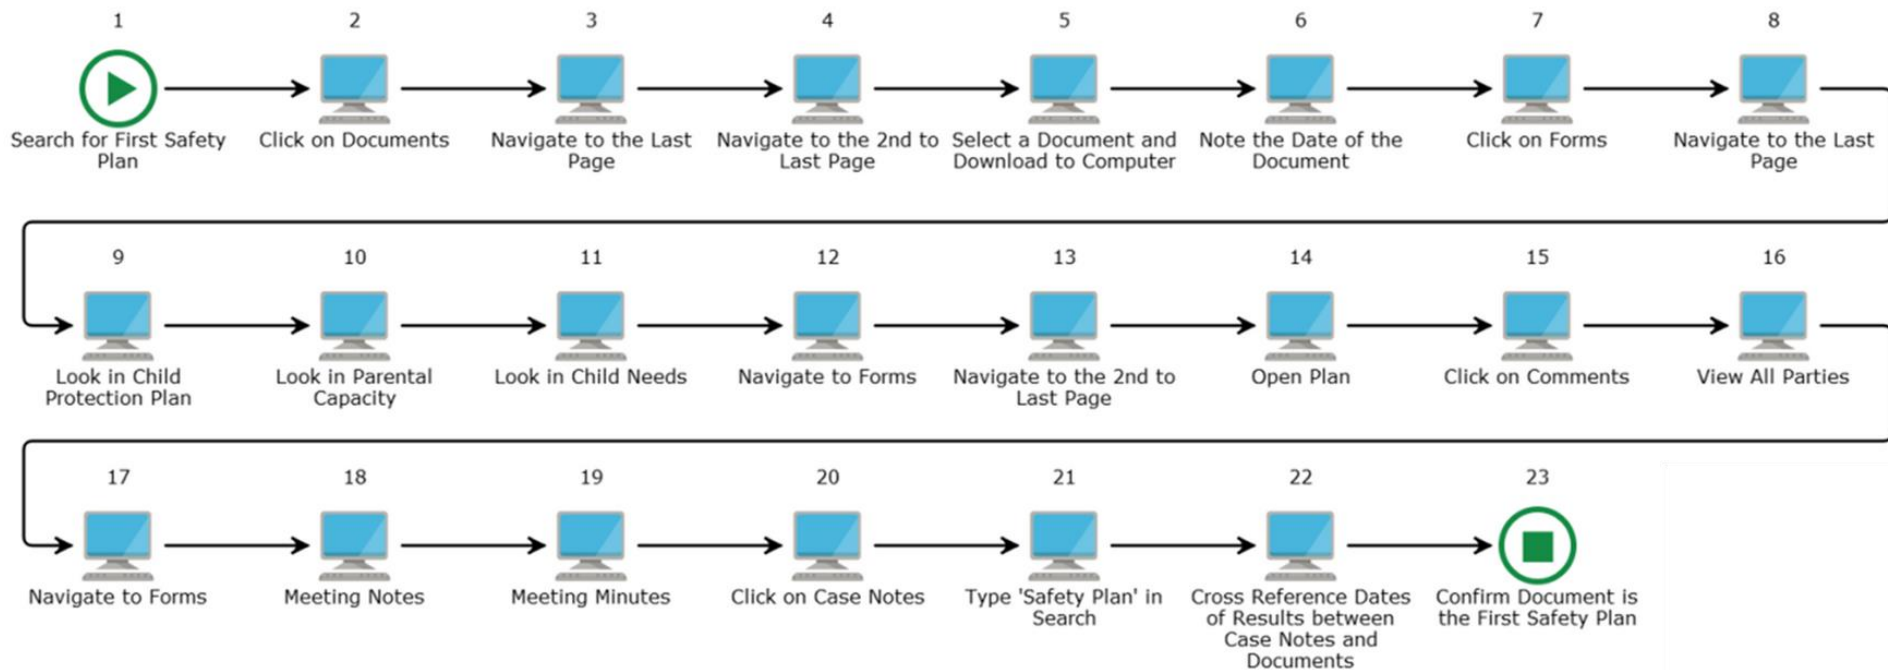 1 2 3 4 5 6 7 8
Search for First Safety Click on Documents Navigate to the Last Navigate to the 2nd to Select a Document and Note the Date of the Click on Forms Navigate to the Last
Plan Page Last Page Download to Computer Document Page
9 10 11 12 13 14 15 16
Look in Child Look in Parental Look in Child Needs Navigate to Forms Navigate to the 2nd to Open Plan Click on Comments View All Parties
Protection Plan Capacity Last Page
17 18 19 20 21 22 23
Navigate to Forms Meeting Notes Meeting Minutes Click on Case Notes Type 'Safety Plan' in Cross Reference Dates Confirm Document is
Search of Results between the First Safety Plan
Case Notes and
Documents